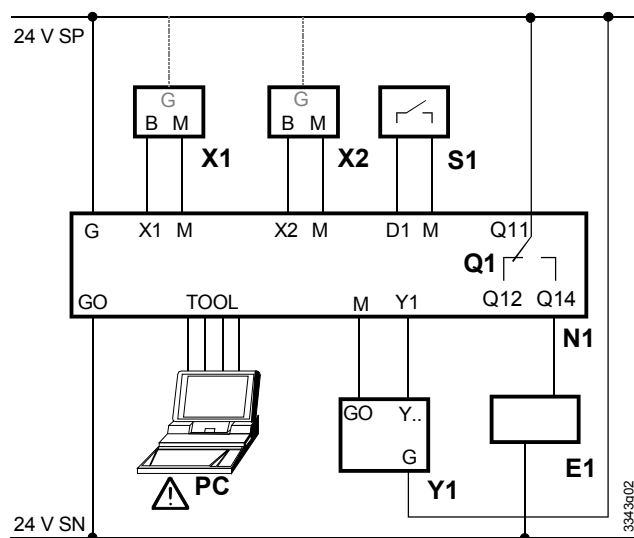 24 V SP
G G
B M B M
X1 X2 S1
G X1 M X2 M D1 M Q11
Q1
GO TOOL M Y1 Q12 Q14
N1
GO Y..
G
PC Y1 E1
24 V SN
3343g02